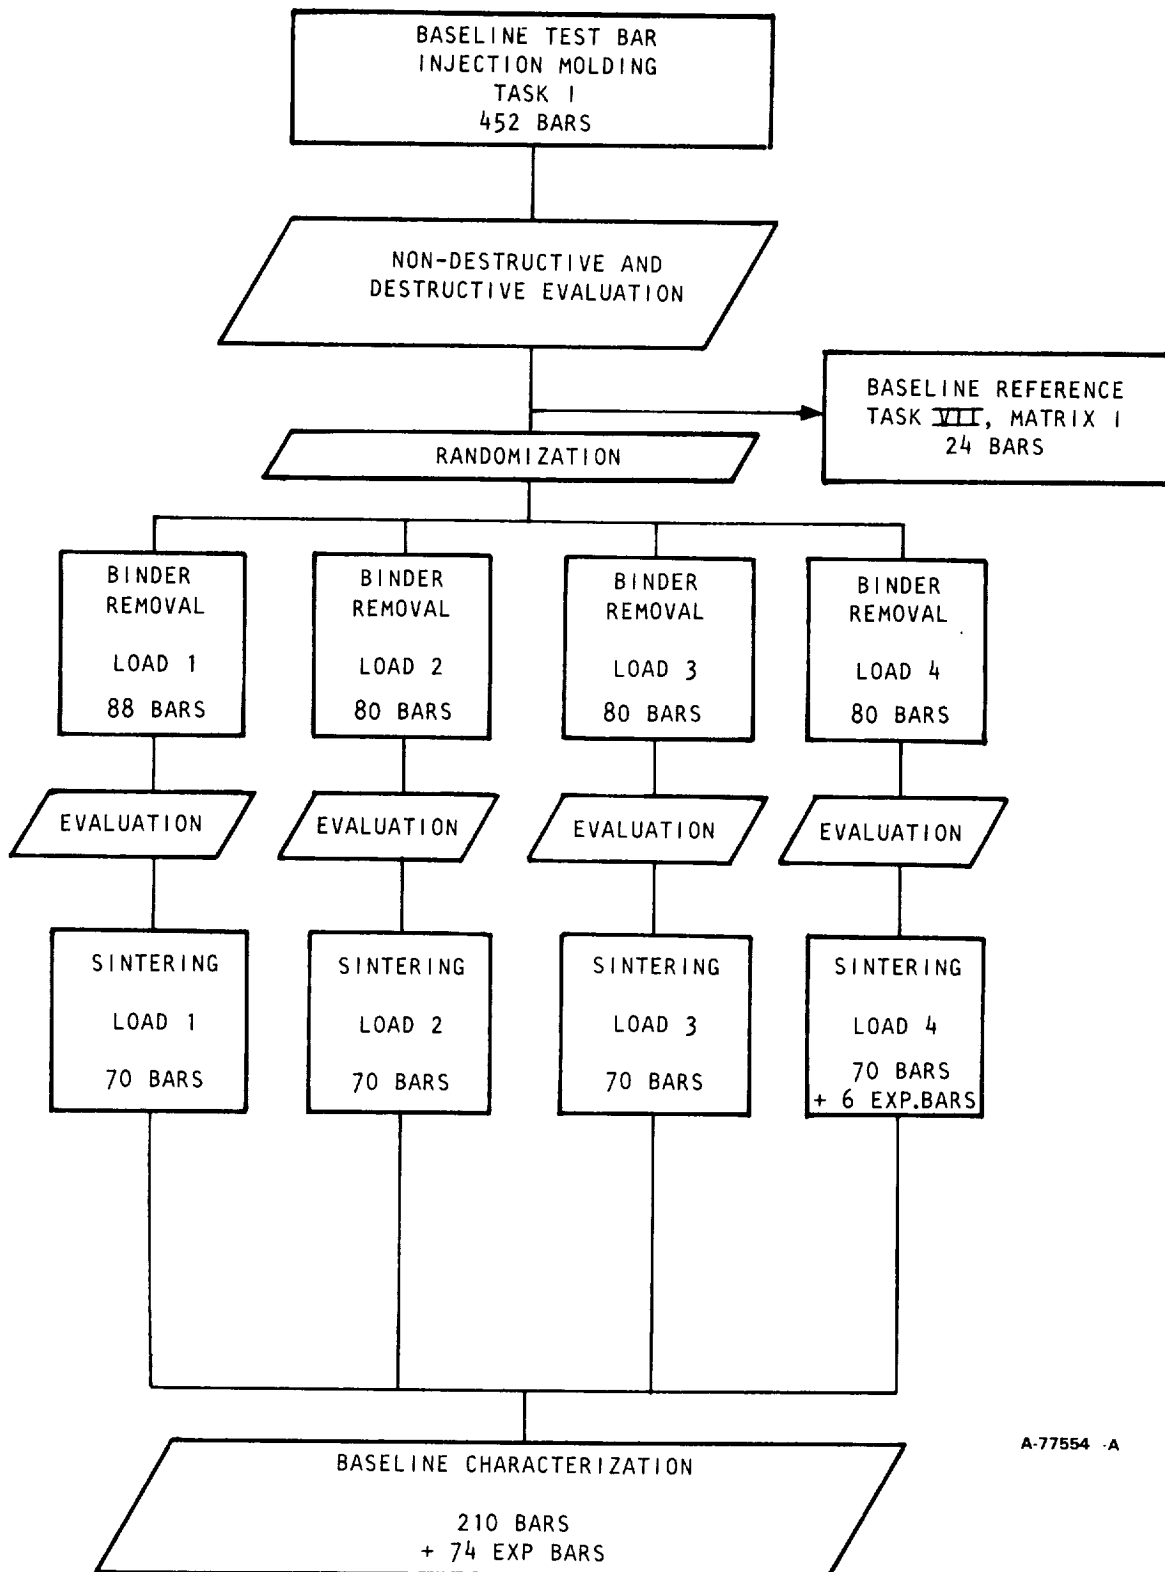 BASELINE TEST BAR
INJECTION MOLDING
TASK I
452 BARS
NON-DESTRUCTIVE AND
DESTRUCTIVE EVALUATION
BASELINE REFERENCE
TASK VII, MATRIX I
24 BARS
RANDOMIZATION
BINDER
REMOVAL
LOAD 1
88 BARS
BINDER
REMOVAL
LOAD 2
80 BARS
BINDER
REMOVAL
LOAD 3
80 BARS
BINDER
REMOVAL
LOAD 4
80 BARS
EVALUATION
EVALUATION
EVALUATION
EVALUATION
SINTERING
LOAD 1
70 BARS
SINTERING
LOAD 2
70 BARS
SINTERING
LOAD 3
70 BARS
SINTERING
LOAD 4
70 BARS
+ 6 EXP.BARS
BASELINE CHARACTERIZATION
210 BARS
+ 74 EXP BARS
A-77554 -A